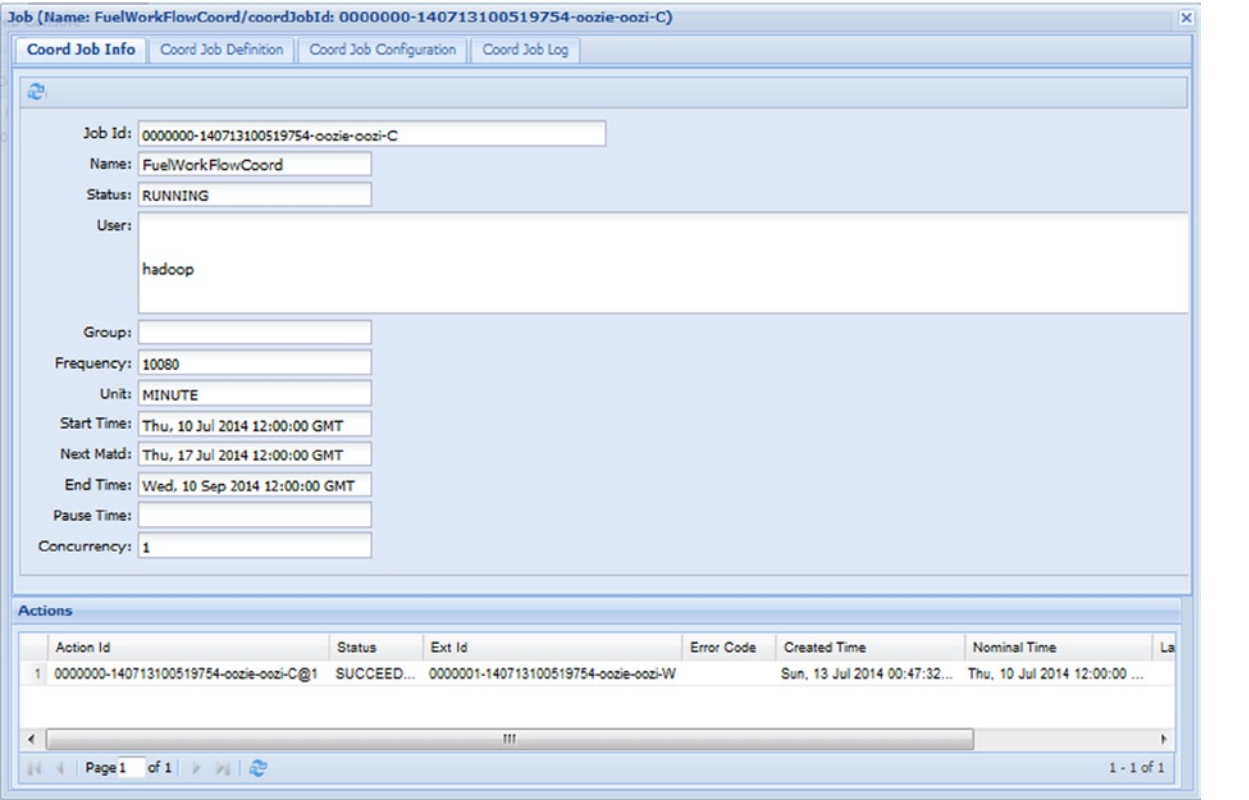 Job (Name: FuelWorkFlowCoord/coordJobId: 0000000-140713100519754-oozie-oozi-C)
Coord Job Info Coord Job Definition Coord Job Configuration Coord Job Log
Job Id: 0000000-140713100519754-oozie-oozi-C
Name: FuelWorkFlowCoord
Status: RUNNING
User:
hadoop
Group:
Frequency: 10080
Unit: MINUTE
Start Time: Thu, 10 Jul 2014 12:00:00 GMT
Next Matd: Thu, 17 Jul 2014 12:00:00 GMT
End Time: Wed, 10 Sep 2014 12:00:00 GMT
Pause Time:
Concurrency: 1
Actions
Action Id Status Ext Id Error Code Created Time Nominal Time La
1 0000000-140713100519754-oozie-oozi-C@1 SUCCEED... 0000001-140713100519754-oozie-oozi-W Sun, 13 Jul 2014 00:47:32... Thu, 10 Jul 2014 12:00:00 ...
Page 1 of 1 1 - 1 of 1